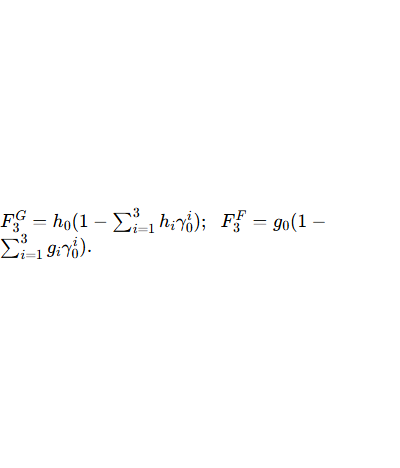 $F_3^G = h_0(1 - \sum_{i=1}^3 h_i \gamma_0^i); \ \ F_3^F = g_0(1 -$
$\sum_{i=1}^3 g_i \gamma_0^i).$